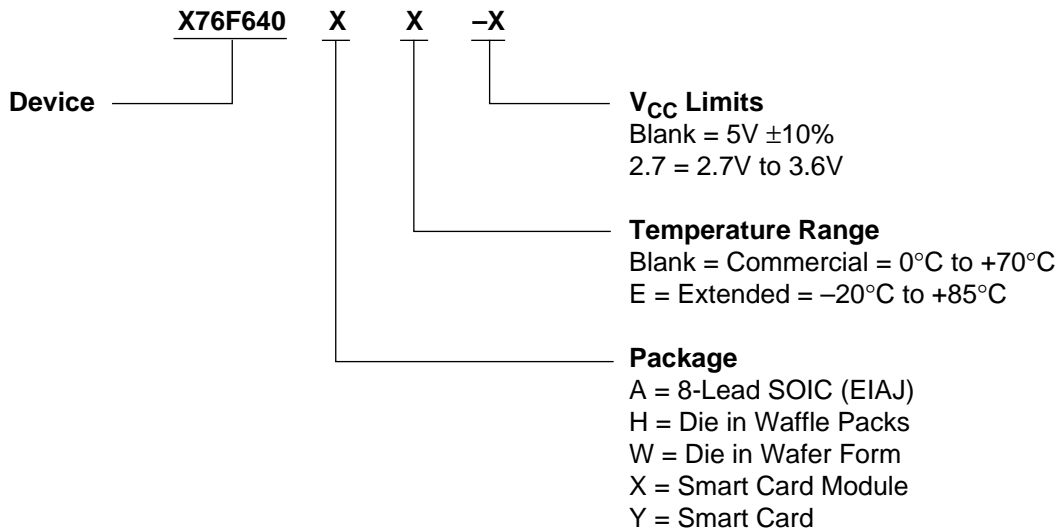 X76F640 X X –X
Device
V_CC Limits
Blank = 5V ±10%
2.7 = 2.7V to 3.6V
Temperature Range
Blank = Commercial = 0°C to +70°C
E = Extended = –20°C to +85°C
Package
A = 8-Lead SOIC (EIAJ)
H = Die in Waffle Packs
W = Die in Wafer Form
X = Smart Card Module
Y = Smart Card